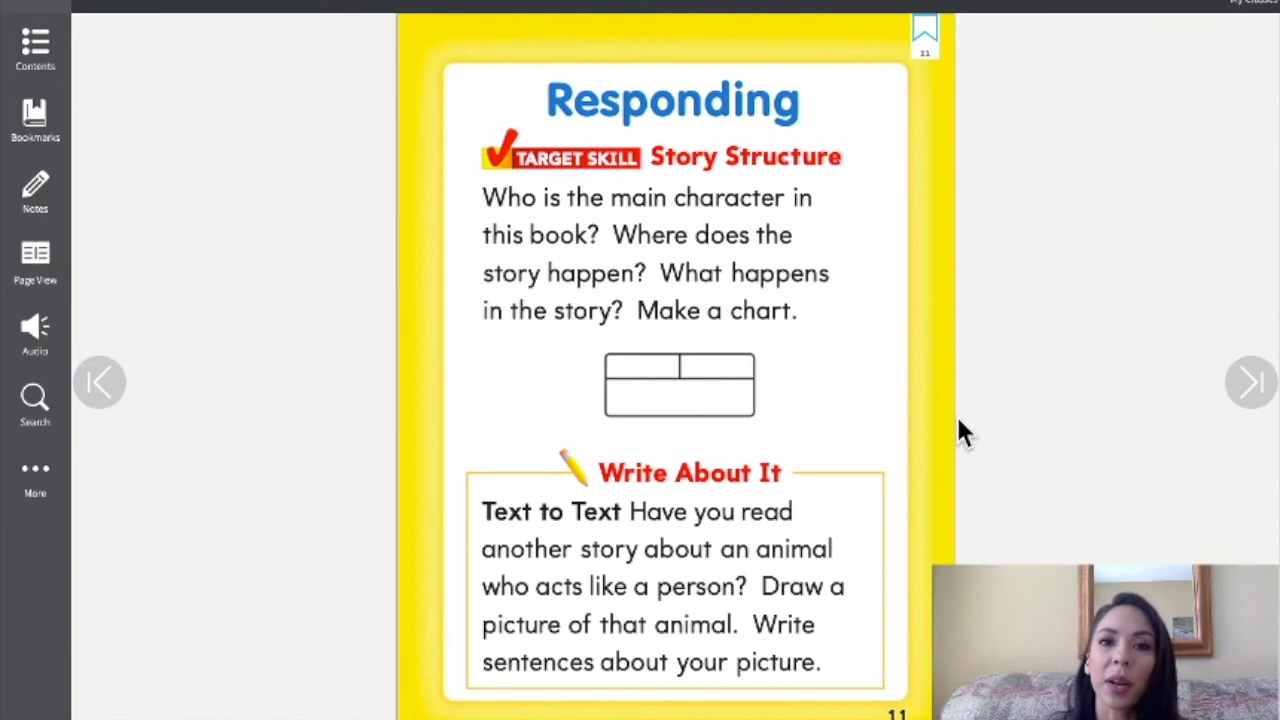 My Classes
Contents
Bookmarks
Notes
Page View
Audio
Search
More
11
Responding
TARGET SKILL Story Structure
Who is the main character in
this book? Where does the
story happen? What happens
in the story? Make a chart.
Write About It
Text to Text Have you read
another story about an animal
who acts like a person? Draw a
picture of that animal. Write
sentences about your picture.
11